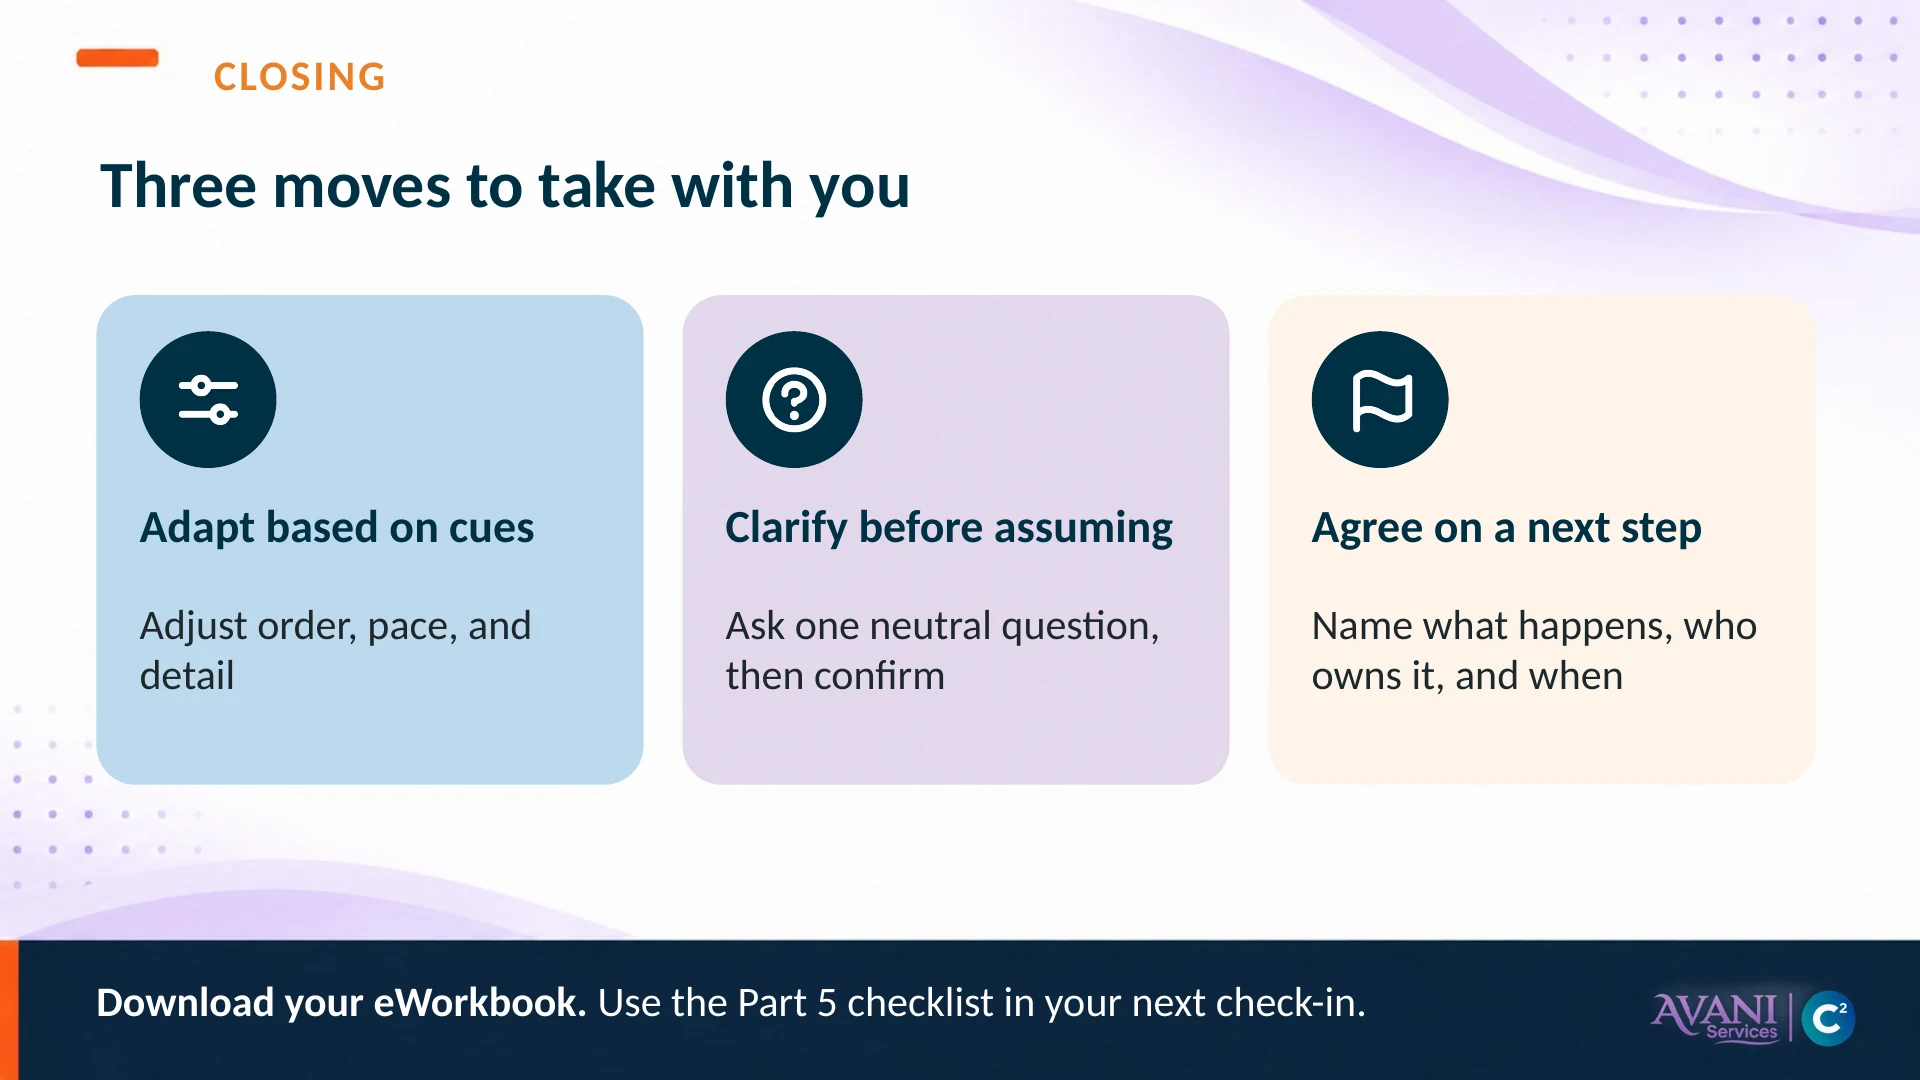 CLOSING
Three moves to take with you
Adapt based on cues
Adjust order, pace, and
detail
Clarify before assuming
Ask one neutral question,
then confirm
Agree on a next step
Name what happens, who
owns it, and when
Download your eWorkbook. Use the Part 5 checklist in your next check-in.
AVANI
Services
C²